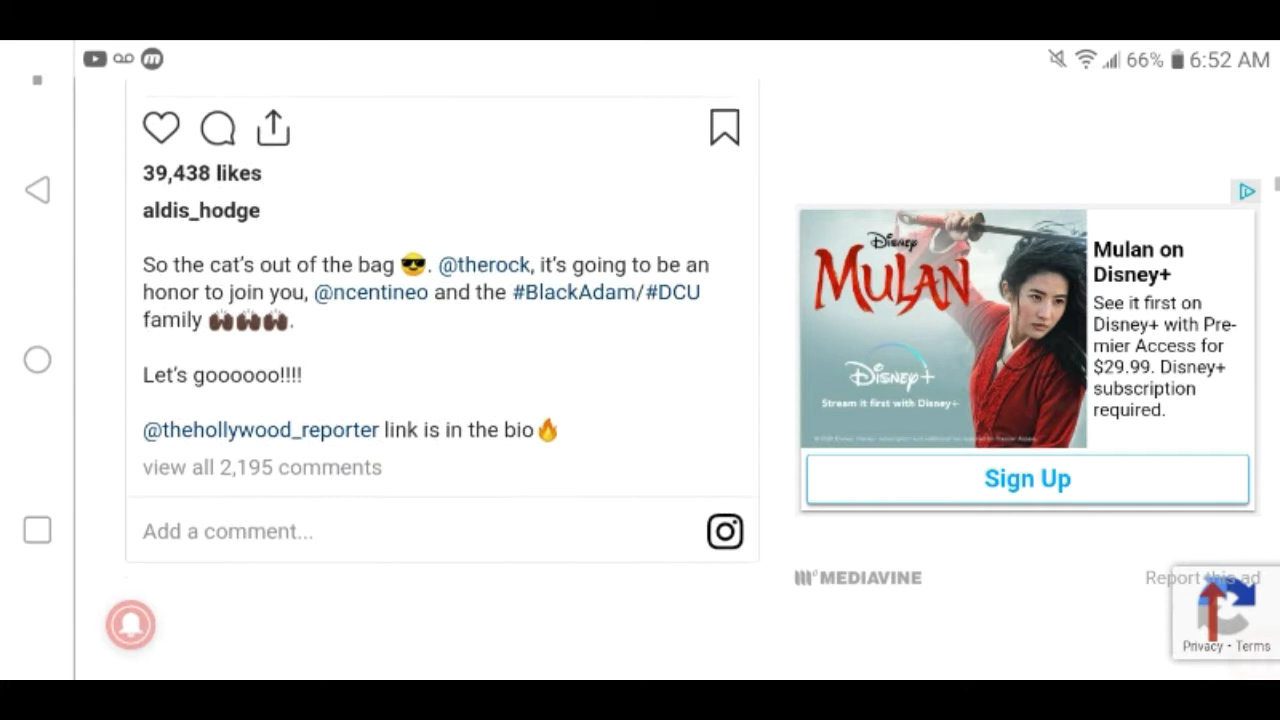 66% 6:52 AM
39,438 likes
aldis_hodge
So the cat's out of the bag 😎. @therock, it's going to be an
honor to join you, @ncentineo and the #BlackAdam/#DCU
family 🙌🏿🙌🏿🙌🏿.
Let's goooooo!!!!
@thehollywood_reporter link is in the bio🔥
view all 2,195 comments
Add a comment...
Disney
MULAN
Disney+
Stream it first with Disney+
Mulan on
Disney+
See it first on
Disney+ with Pre-
mier Access for
$29.99. Disney+
subscription
required.
Sign Up
MEDIAVINE
Report this ad
Privacy - Terms